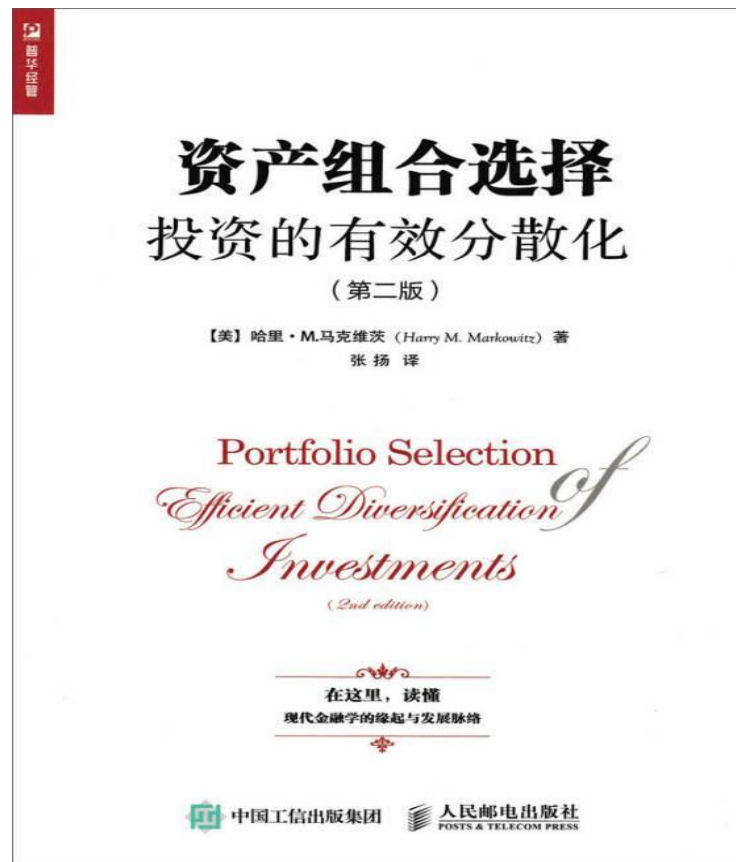 普华经管
资产组合选择
投资的有效分散化
（第二版）
【美】哈里·M.马克维茨（Harry M. Markowitz）著
张扬 译
Portfolio Selection
Efficient Diversification of
Investments
(2nd edition)
在这里，读懂
现代金融学的缘起与发展脉络
中国工信出版集团 人民邮电出版社
POSTS & TELECOM PRESS